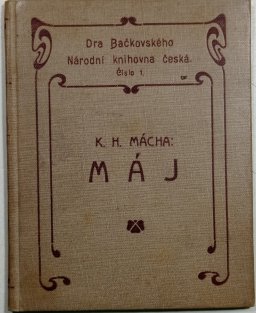 Dra Bačkovského
Národní knihovna česká.
Číslo 1.
K. H. MÁCHA:
MÁJ